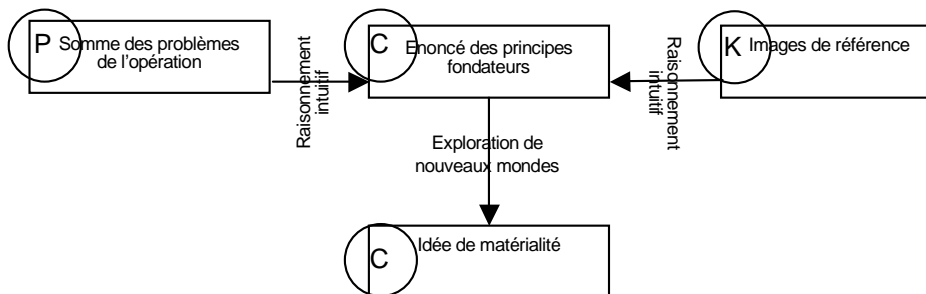 P
Somme des problèmes
de l'opération
Raisonnement
intuitif
C
Enoncé des principes
fondateurs
Raisonnement
intuitif
K
Images de référence
Exploration de
nouveaux mondes
C
Idée de matérialité